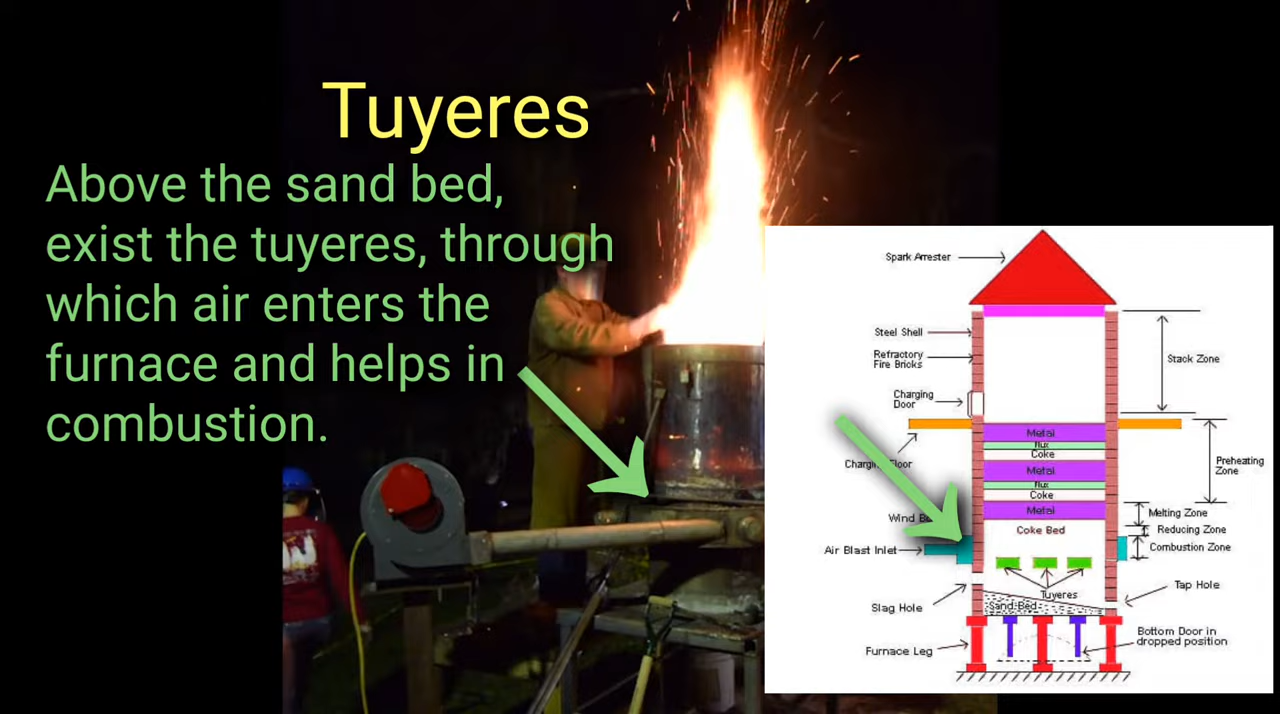 Tuyeres
Above the sand bed,
exist the tuyeres, through
which air enters the
furnace and helps in
combustion.
Spark Arrester
Steel Shell
Refractory
Fire Bricks
Stack Zone
Charging
Door
Metal
flux
Coke
Metal
flux
Coke
Metal
Preheating
Zone
Floor
Wind
Melting Zone
Coke Bed
Reducing Zone
Air Blast Inlet
Combustion Zone
Tuyeres
Tap Hole
Slag Hole
Sand Bed
Furnace Leg
Bottom Door in
dropped position